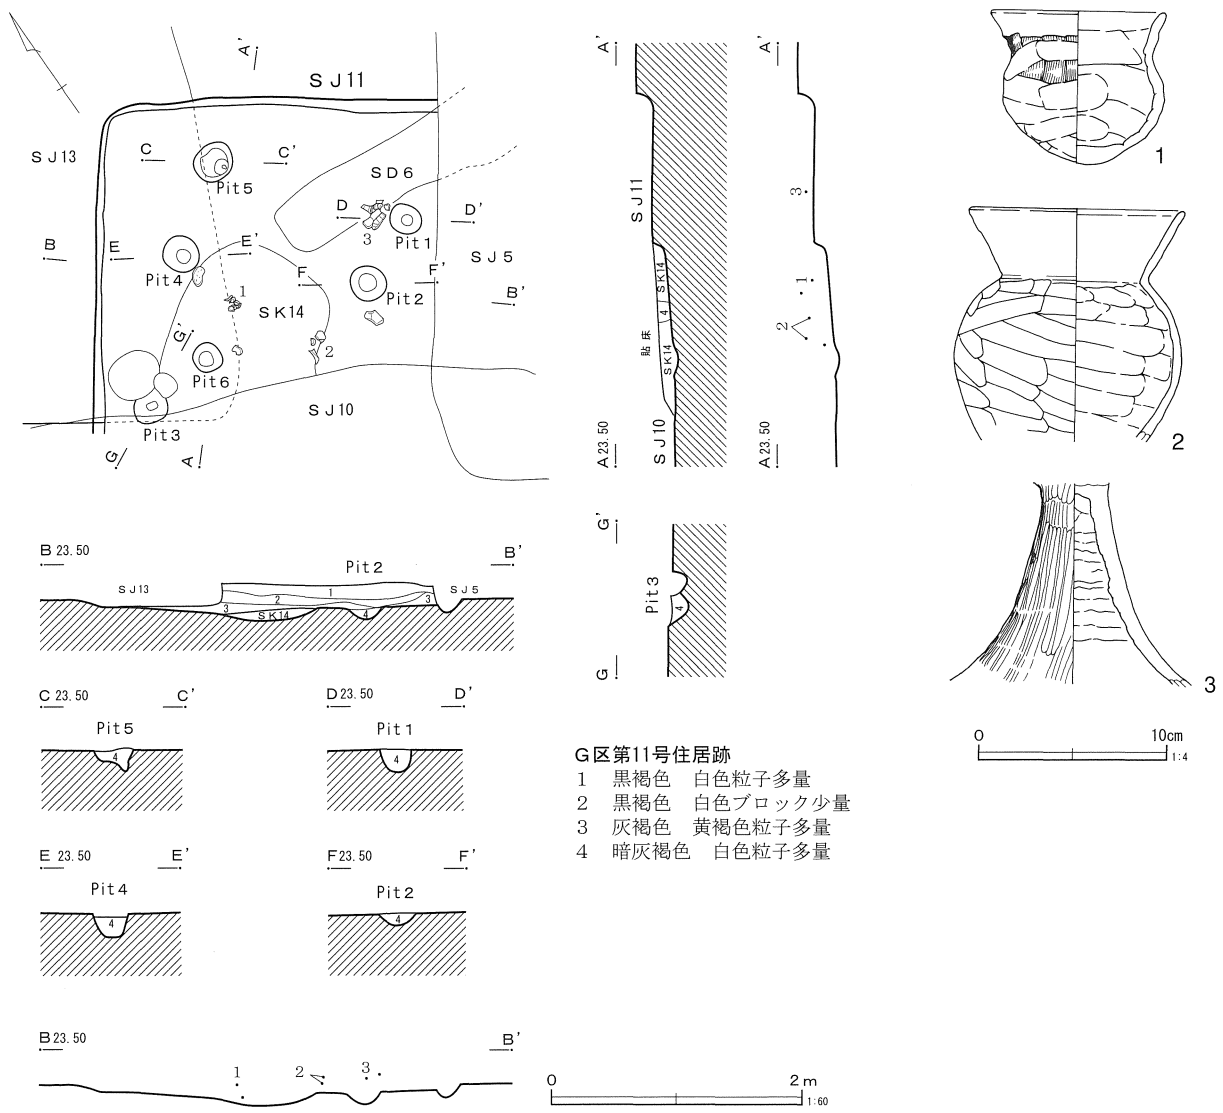 A'
SJ11
SJ13
C
C'
Pit5
SD6
D
D'
3
Pit1
B
E
E'
SJ5
Pit4
F
F'
Pit2
B'
1
SK14
G'
2
Pit6
SJ10
Pit3
G
A
A'
SJ11
SK14
4
貼床
SK14
SJ10
A 23.50
A'
3
1
2
A 23.50
1
2
3
0 10cm
1:4
B 23.50
B'
Pit2
SJ13
SJ5
1
2
3
3
SK14
4
G'
Pit3
4
G
C 23.50
C'
Pit5
4
D 23.50
D'
Pit1
4
E 23.50
E'
Pit4
4
F 23.50
F'
Pit2
4
G区第11号住居跡
1 黒褐色 白色粒子多量
2 黒褐色 白色ブロック少量
3 灰褐色 黄褐色粒子多量
4 暗灰褐色 白色粒子多量
B 23.50
B'
1
2
3
0 2m
1:60